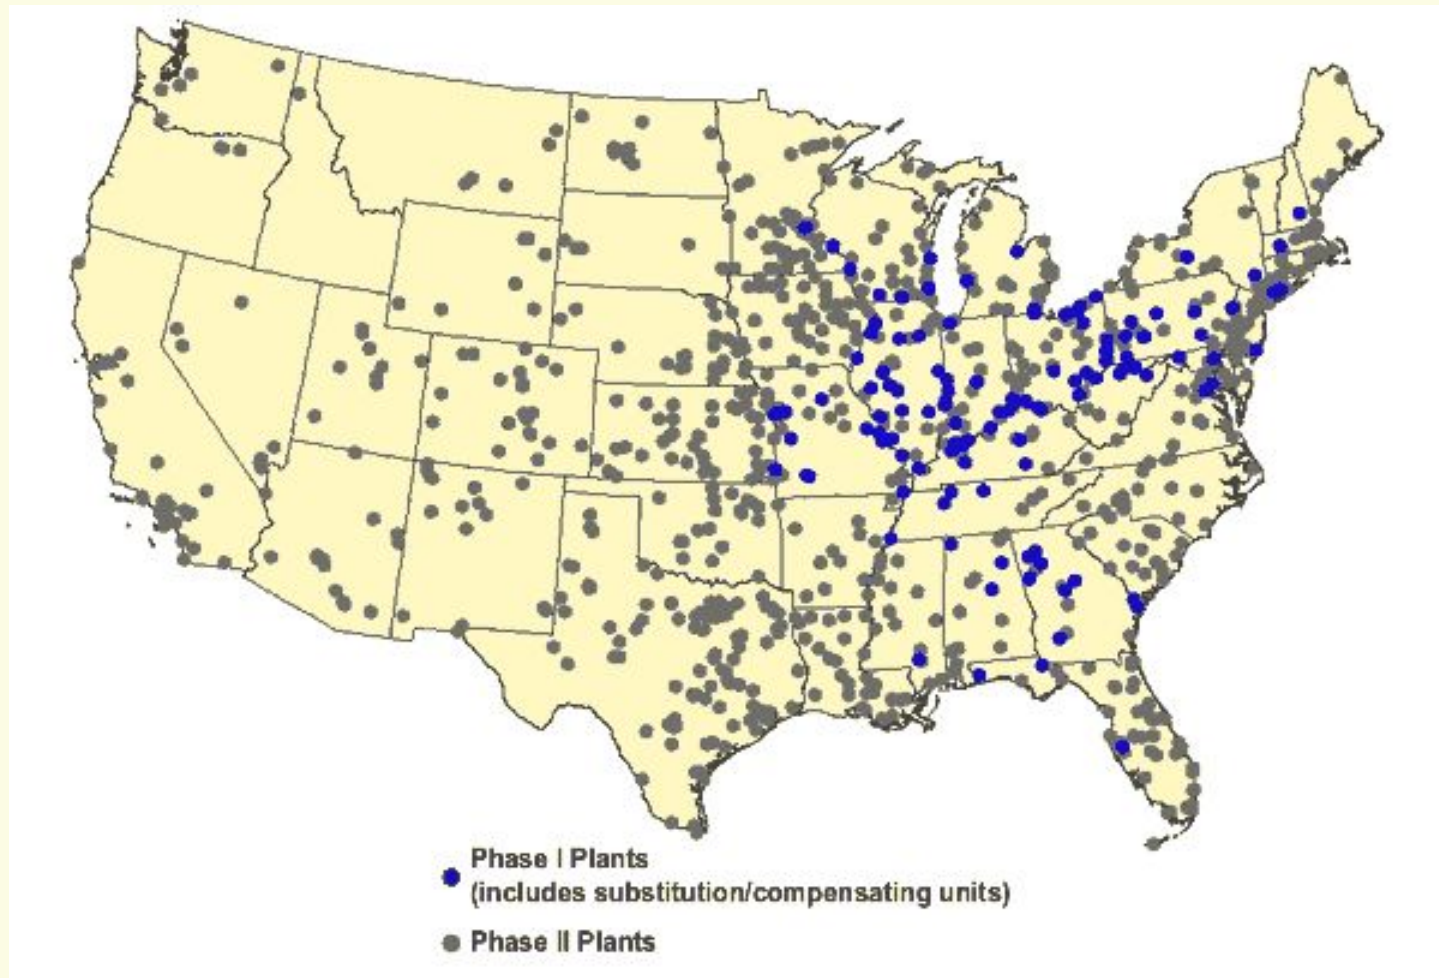 Phase I Plants
(includes substitution/compensating units)
Phase II Plants